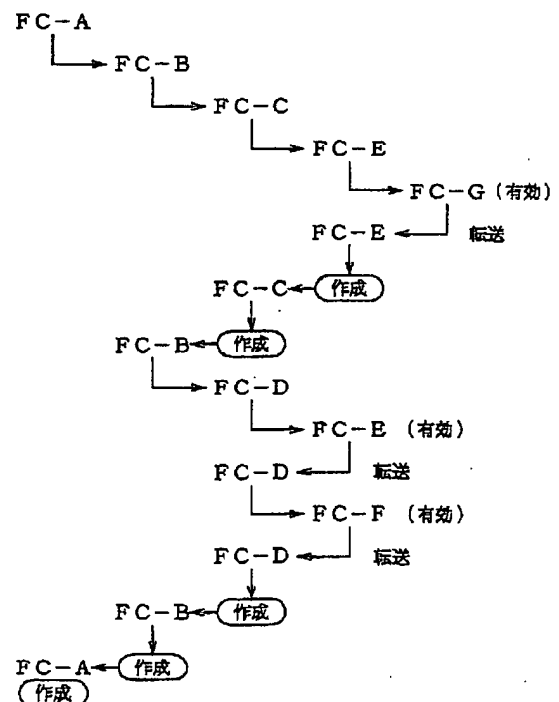 FC-A
FC-B
FC-C
FC-E
FC-G (有効)
FC-E 転送
FC-C 作成
FC-B 作成
FC-D
FC-E (有効)
FC-D 転送
FC-F (有効)
FC-D 転送
FC-B 作成
FC-A 作成
作成